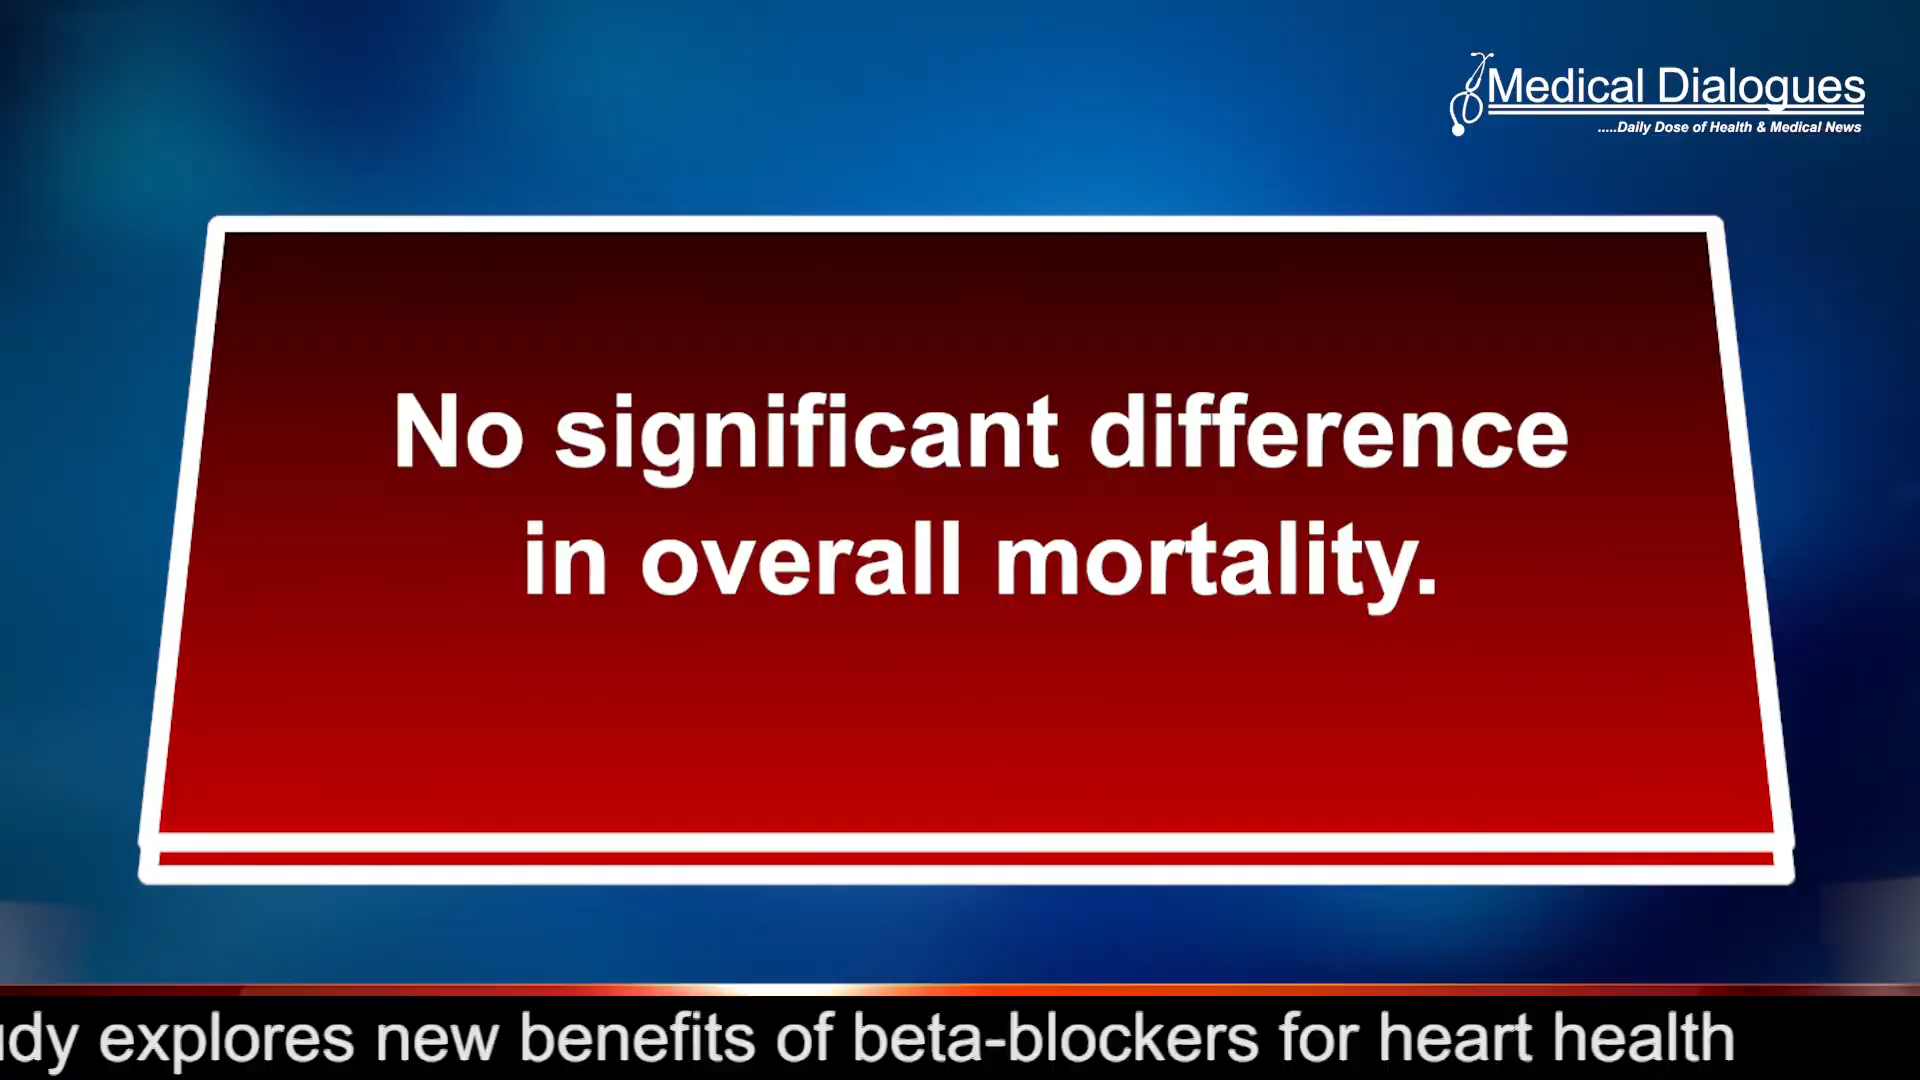 Medical Dialogues
.....Daily Dose of Health & Medical News
No significant difference
in overall mortality.
explores new benefits of beta-blockers for heart health